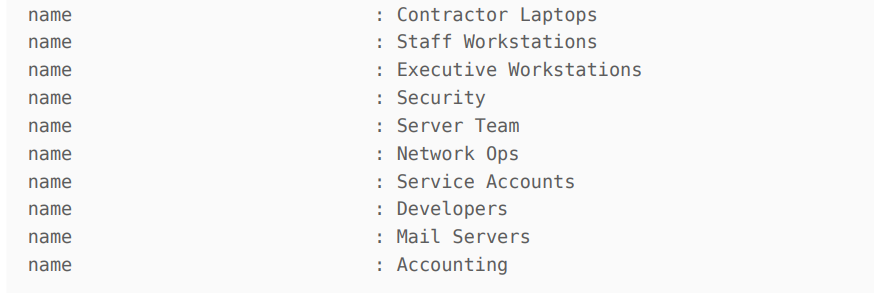 name : Contractor Laptops
name : Staff Workstations
name : Executive Workstations
name : Security
name : Server Team
name : Network Ops
name : Service Accounts
name : Developers
name : Mail Servers
name : Accounting